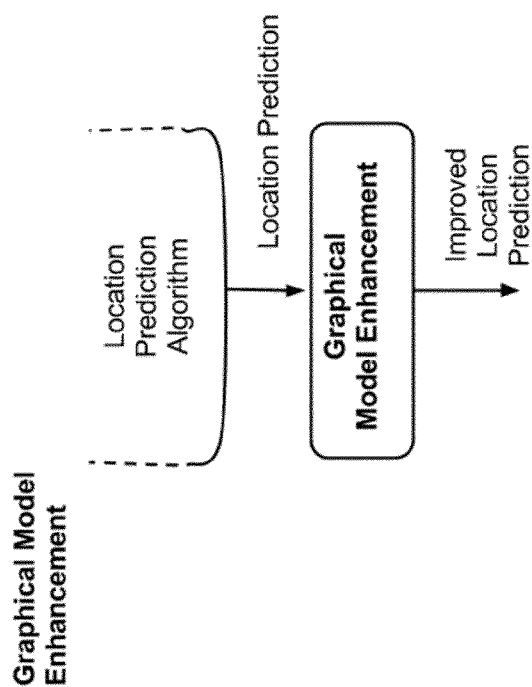 Graphical Model
Enhancement
Location
Prediction
Algorithm
Location Prediction
Graphical
Model Enhancement
Improved
Location
Prediction